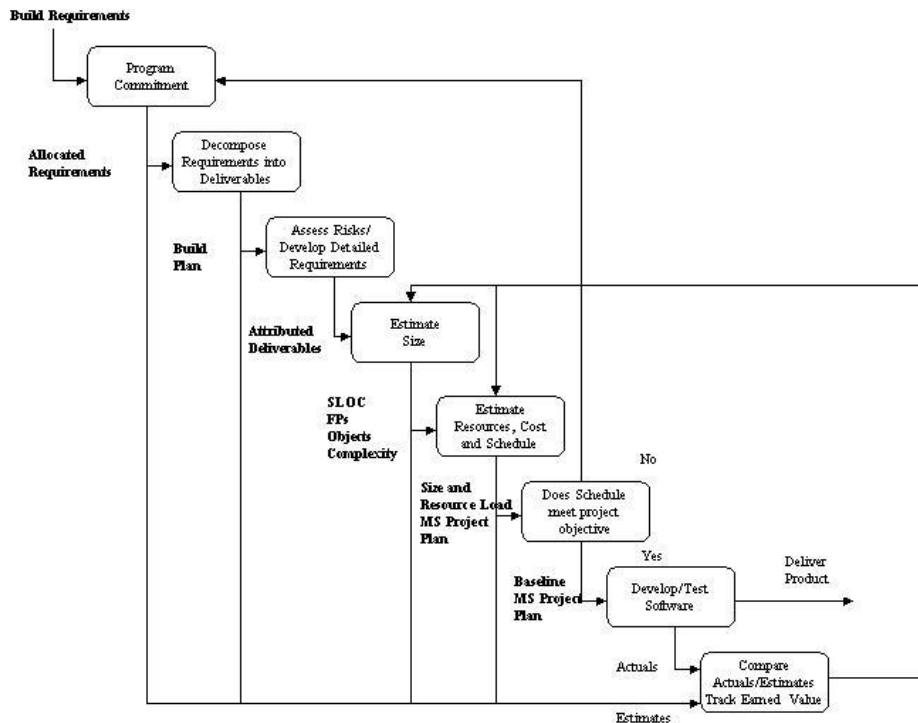 Build Requirements
Program
Commitment
Allocated
Requirements
Decompose
Requirements into
Deliverables
Build
Plan
Assess Risks/
Develop Detailed
Requirements
Attributed
Deliverables
Estimate
Size
SLOC
FPs
Objects
Complexity
Estimate
Resources, Cost
and Schedule
No
Size and
Resource Load
MS Project
Plan
Does Schedule
meet project
objective
Yes
Deliver
Product
Baseline
MS Project
Plan
Develop/Test
Software
Actuals
Compare
Actuals/Estimates
Track Earned Value
Estimates